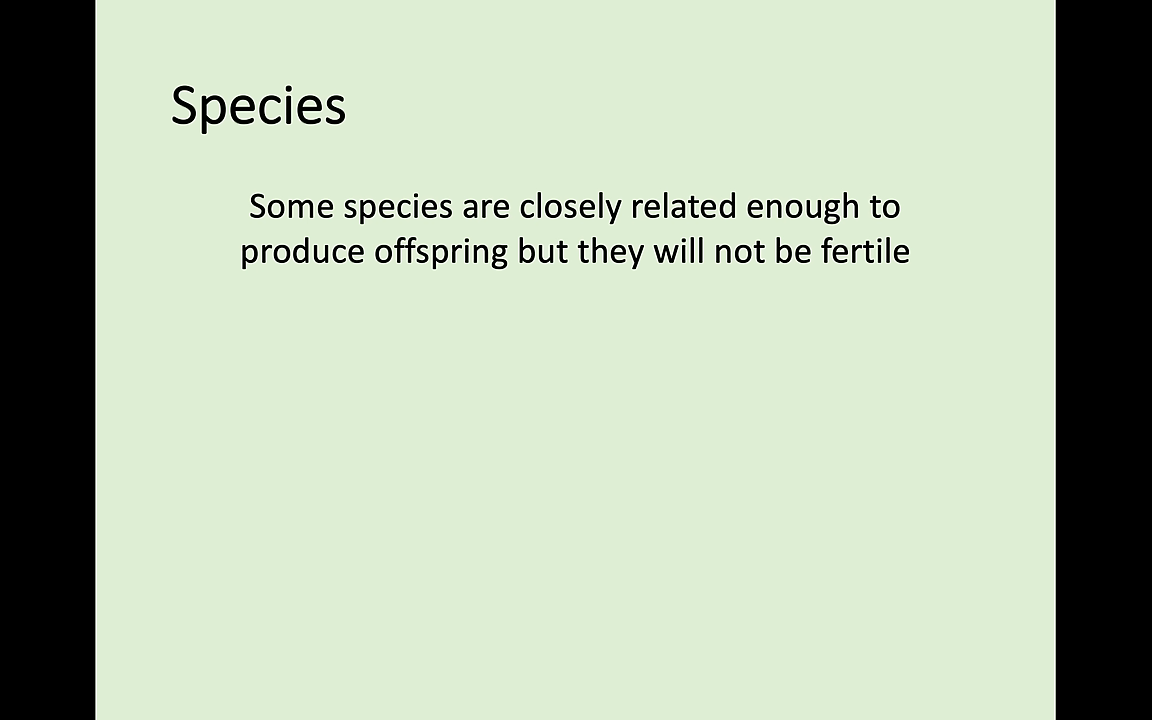 Species
Some species are closely related enough to
produce offspring but they will not be fertile